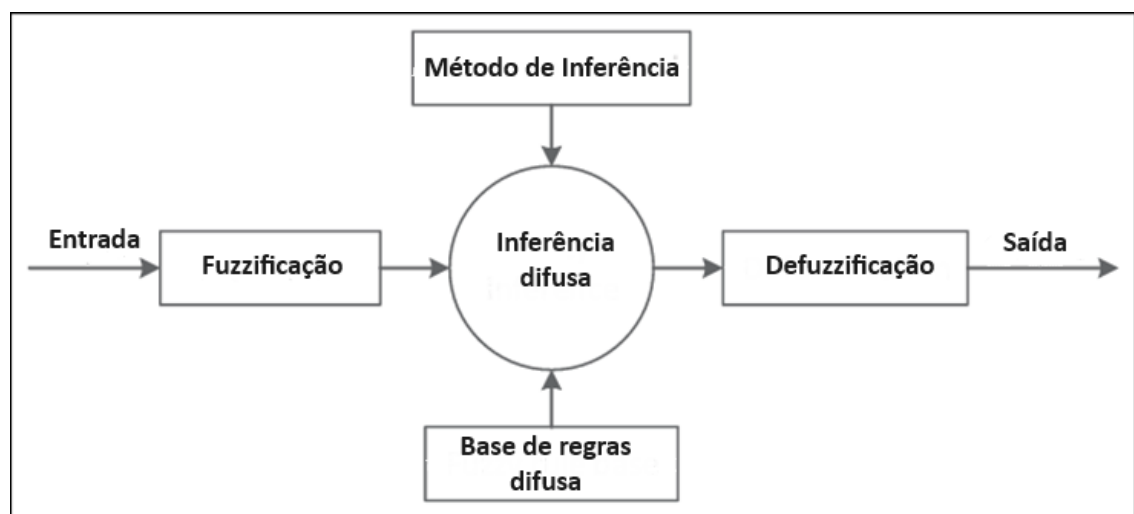 Método de Inferência
Entrada
Fuzzificação
Inferência
difusa
Defuzzificação
Saída
Base de regras
difusa